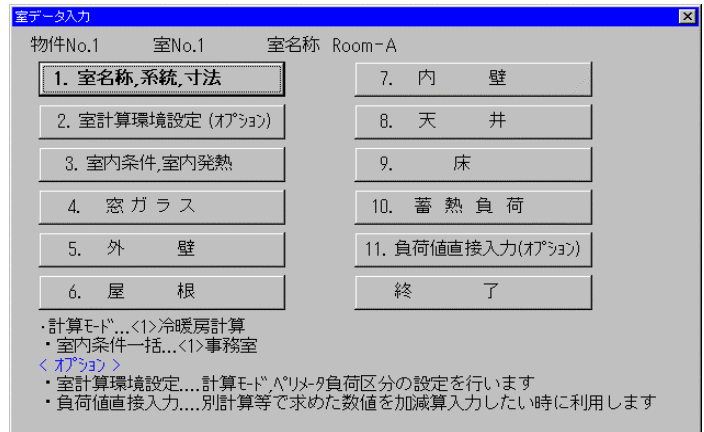 室データ入力
物件No.1 室No.1 室名称 Room-A
1. 室名称,系統,寸法
2. 室計算環境設定 (ｵﾌﾟｼｮﾝ)
3. 室内条件,室内発熱
4. 窓ガラス
5. 外 壁
6. 屋 根
7. 内 壁
8. 天 井
9. 床
10. 蓄熱負荷
11. 負荷値直接入力(ｵﾌﾟｼｮﾝ)
終 了
・計算ﾓｰﾄﾞ...<1>冷暖房計算
・室内条件一括...<1>事務室
< ｵﾌﾟｼｮﾝ >
・室計算環境設定....計算ﾓｰﾄﾞ,ﾍﾟﾘﾒｰﾀ負荷区分の設定を行います
・負荷値直接入力....別計算等で求めた数値を加減算入力したい時に利用します